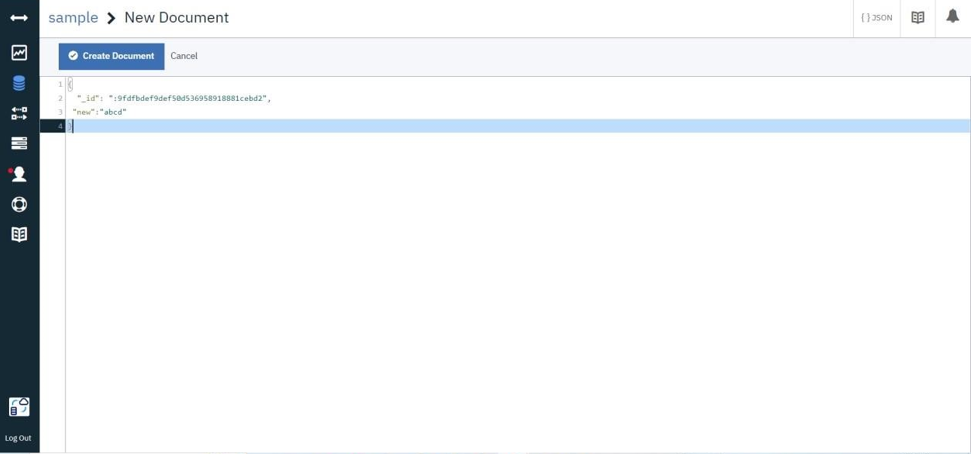 sample > New Document
{ } JSON
Create Document Cancel
1 {
2 "_id": ":9fdfbdef9def50d536958918881cebd2",
3 "new":"abcd"
4 }
Log Out